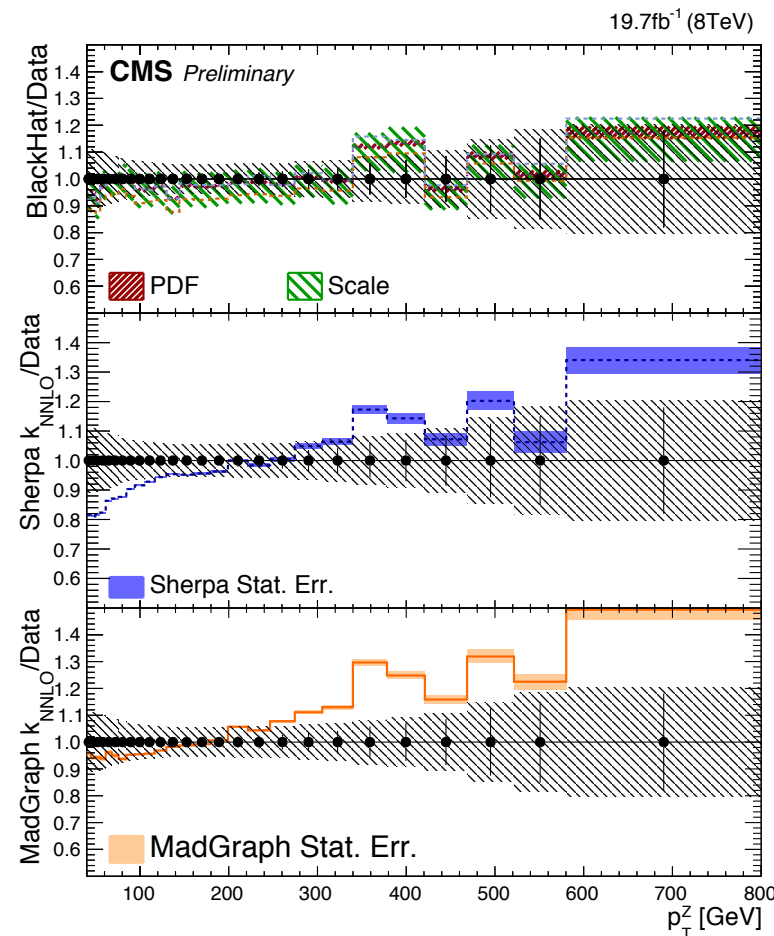 19.7fb⁻¹ (8TeV)
CMS Preliminary
BlackHat/Data
1.4
1.3
1.2
1.1
1.0
0.9
0.8
0.7
0.6
PDF
Scale
Sherpa k_NNLO/Data
1.4
1.3
1.2
1.1
1.0
0.9
0.8
0.7
0.6
Sherpa Stat. Err.
MadGraph k_NNLO/Data
1.4
1.3
1.2
1.1
1.0
0.9
0.8
0.7
0.6
MadGraph Stat. Err.
100 200 300 400 500 600 700 800
p_T^Z [GeV]